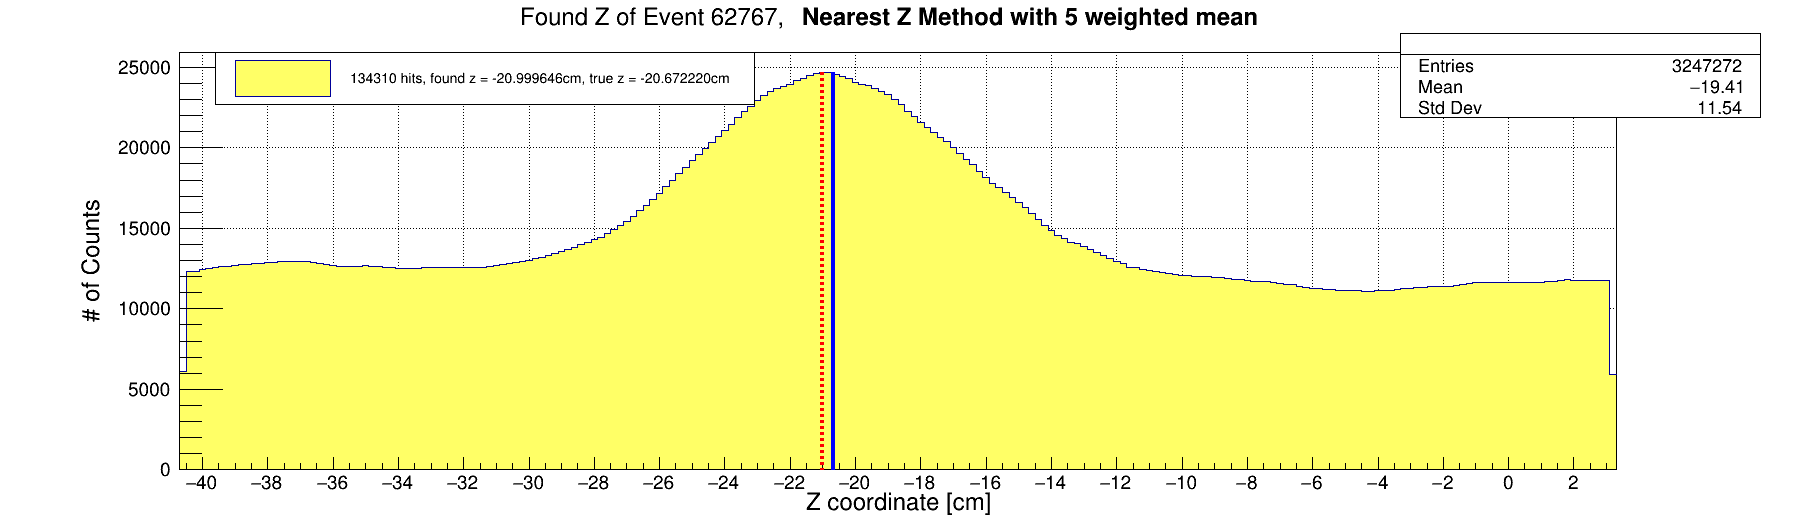 Found Z of Event 62767, Nearest Z Method with 5 weighted mean
134310 hits, found z = -20.999646cm, true z = -20.672220cm
Entries 3247272
Mean −19.41
Std Dev 11.54
25000
20000
15000
10000
5000
0
# of Counts
−40 −38 −36 −34 −32 −30 −28 −26 −24 −22 −20 −18 −16 −14 −12 −10 −8 −6 −4 −2 0 2
Z coordinate [cm]